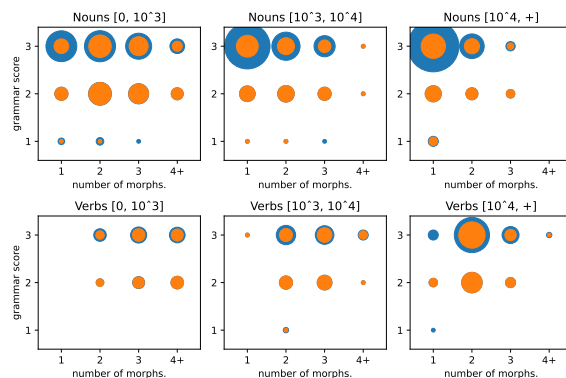 Nouns [0, 10^3]
Nouns [10^3, 10^4]
Nouns [10^4, +]
grammar score
3
2
1
3
2
1
3
2
1
1 2 3 4+
1 2 3 4+
1 2 3 4+
number of morphs.
number of morphs.
number of morphs.
Verbs [0, 10^3]
Verbs [10^3, 10^4]
Verbs [10^4, +]
grammar score
3
2
1
3
2
1
3
2
1
1 2 3 4+
1 2 3 4+
1 2 3 4+
number of morphs.
number of morphs.
number of morphs.